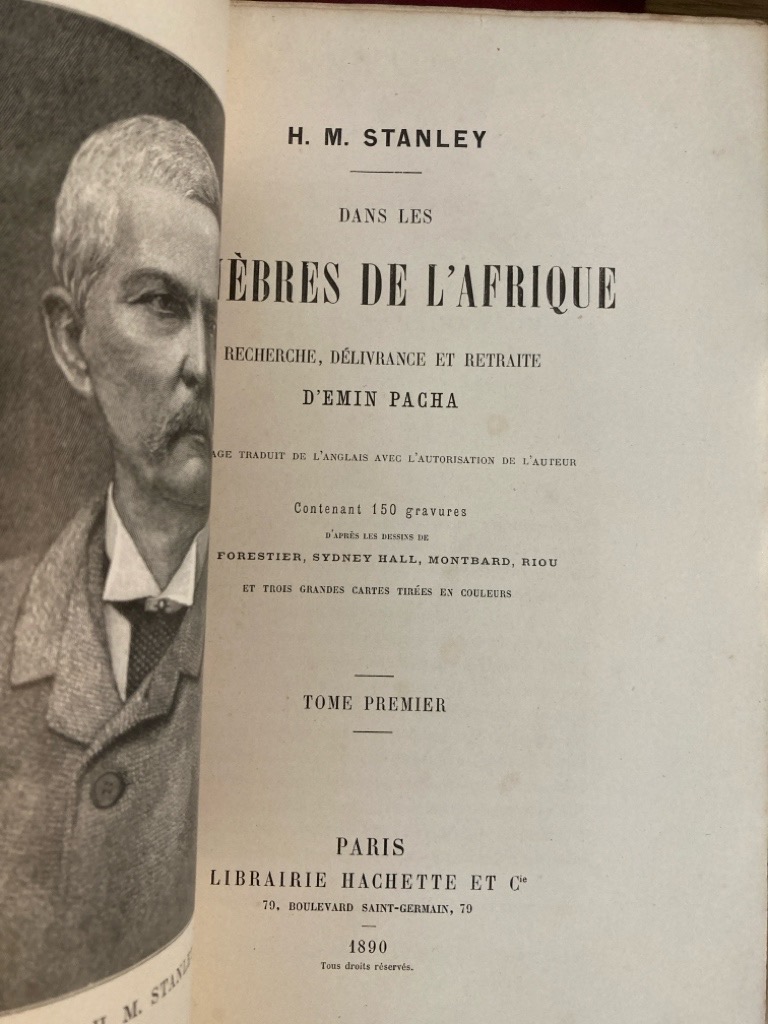 H. M. STANLEY
DANS LES
NÈBRES DE L'AFRIQUE
RECHERCHE, DÉLIVRANCE ET RETRAITE
D'EMIN PACHA
AGE TRADUIT DE L'ANGLAIS AVEC L'AUTORISATION DE L'AUTEUR
Contenant 150 gravures
D'APRÈS LES DESSINS DE
FORESTIER, SYDNEY HALL, MONTBARD, RIOU
ET TROIS GRANDES CARTES TIRÉES EN COULEURS
TOME PREMIER
PARIS
LIBRAIRIE HACHETTE ET Cie
79, BOULEVARD SAINT-GERMAIN, 79
1890
Tous droits réservés.
H. M. STANLEY